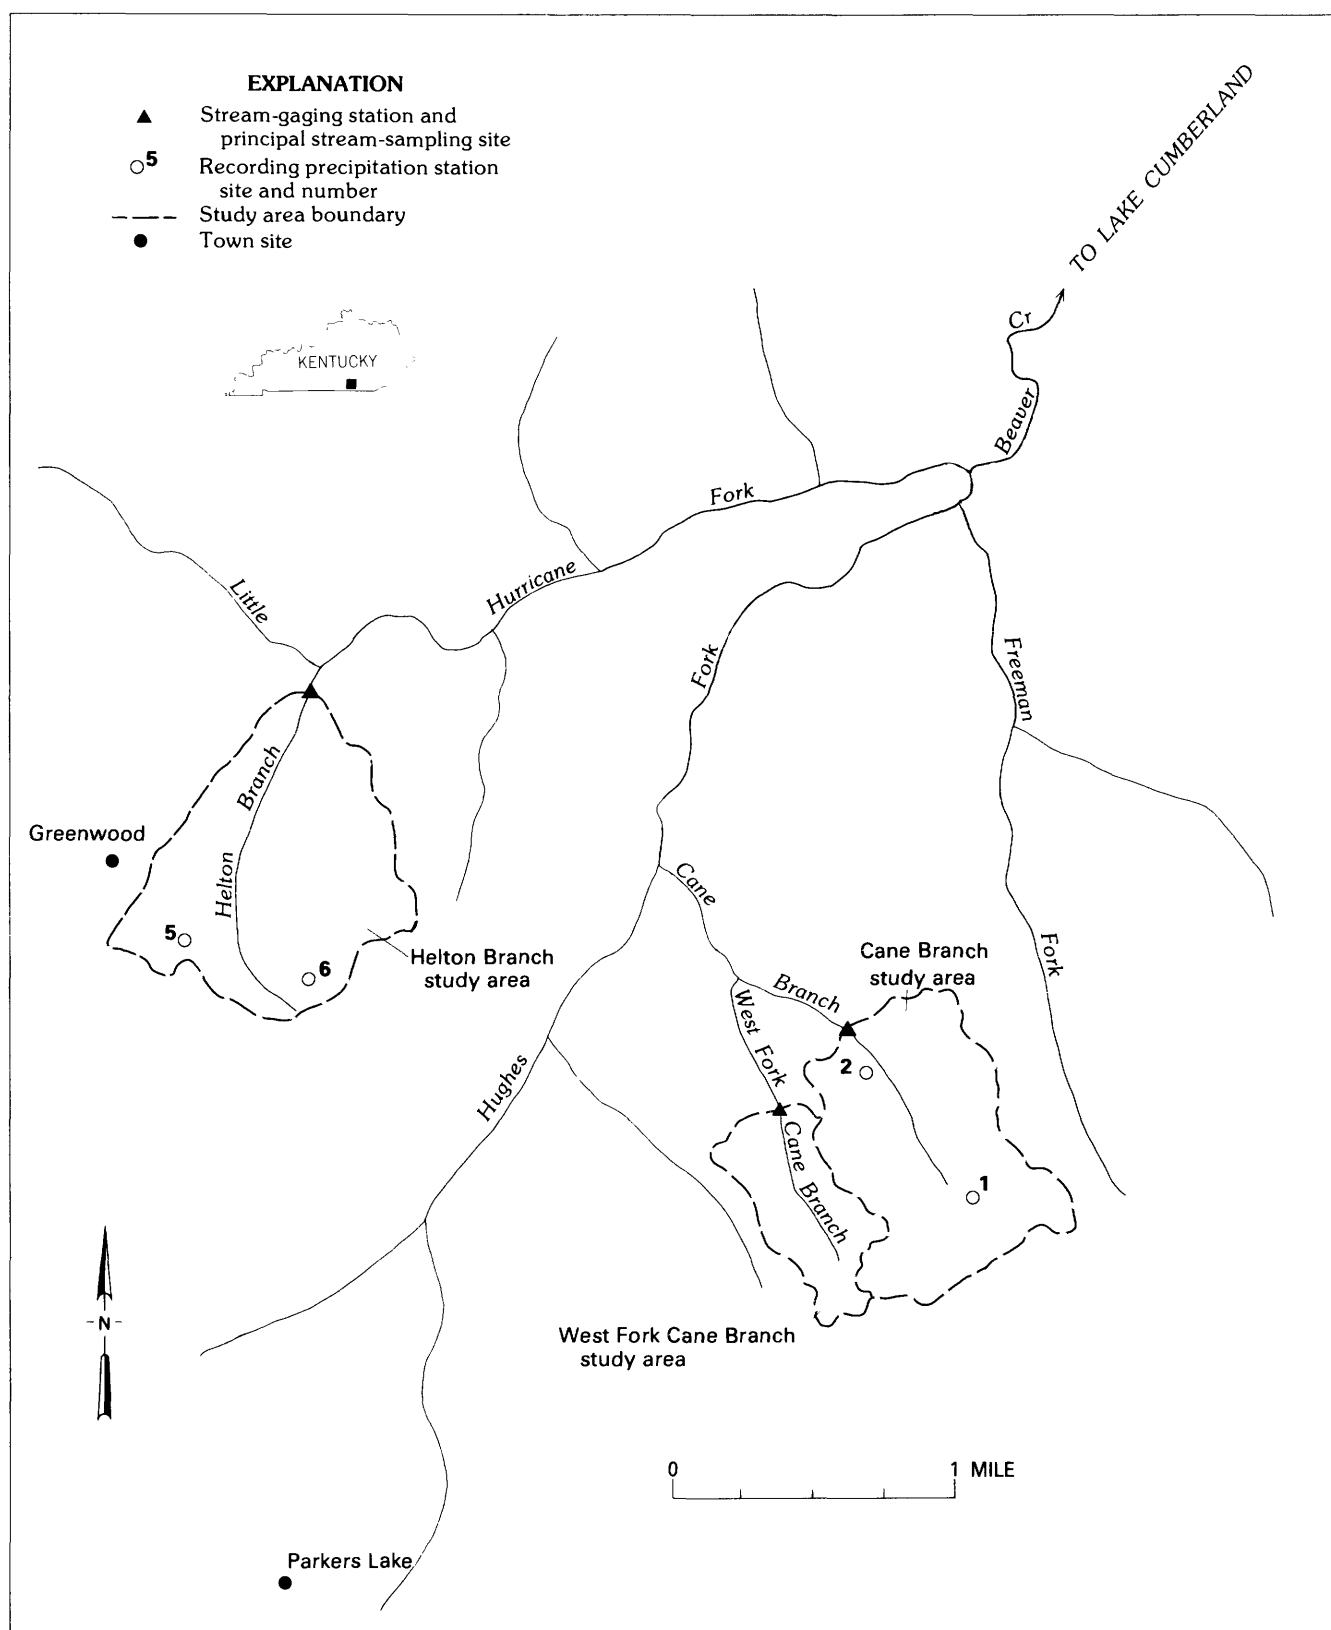 EXPLANATION
Stream-gaging station and
principal stream-sampling site
5
Recording precipitation station
site and number
Study area boundary
Town site
TO LAKE CUMBERLAND
KENTUCKY
Cr
Beaver
Fork
Hurricane
Little
Fork
Freeman
Branch
Greenwood
Helton
Cane
5
6
Helton Branch
study area
Cane Branch
study area
Fork
Branch
West Fork
2
Hughes
Cane Branch
1
N
West Fork Cane Branch
study area
0 1 MILE
Parkers Lake